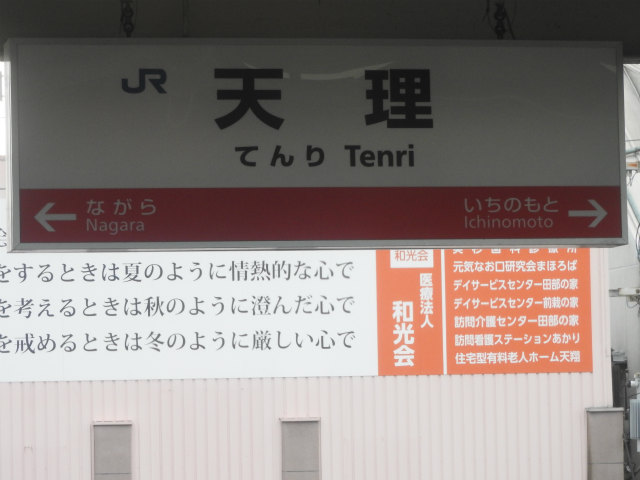 JR 天理
てんり Tenri
← ながら
Nagara
いちのもと →
Ichinomoto
をするときは夏のように情熱的な心で
を考えるときは秋のように澄んだ心で
を戒めるときは冬のように厳しい心で
和光会
医療法人
和光会
元気なお口研究会まほろば
デイサービスセンター田部の家
デイサービスセンター前栽の家
訪問介護センター田部の家
訪問看護ステーションあかり
住宅型有料老人ホーム天翔